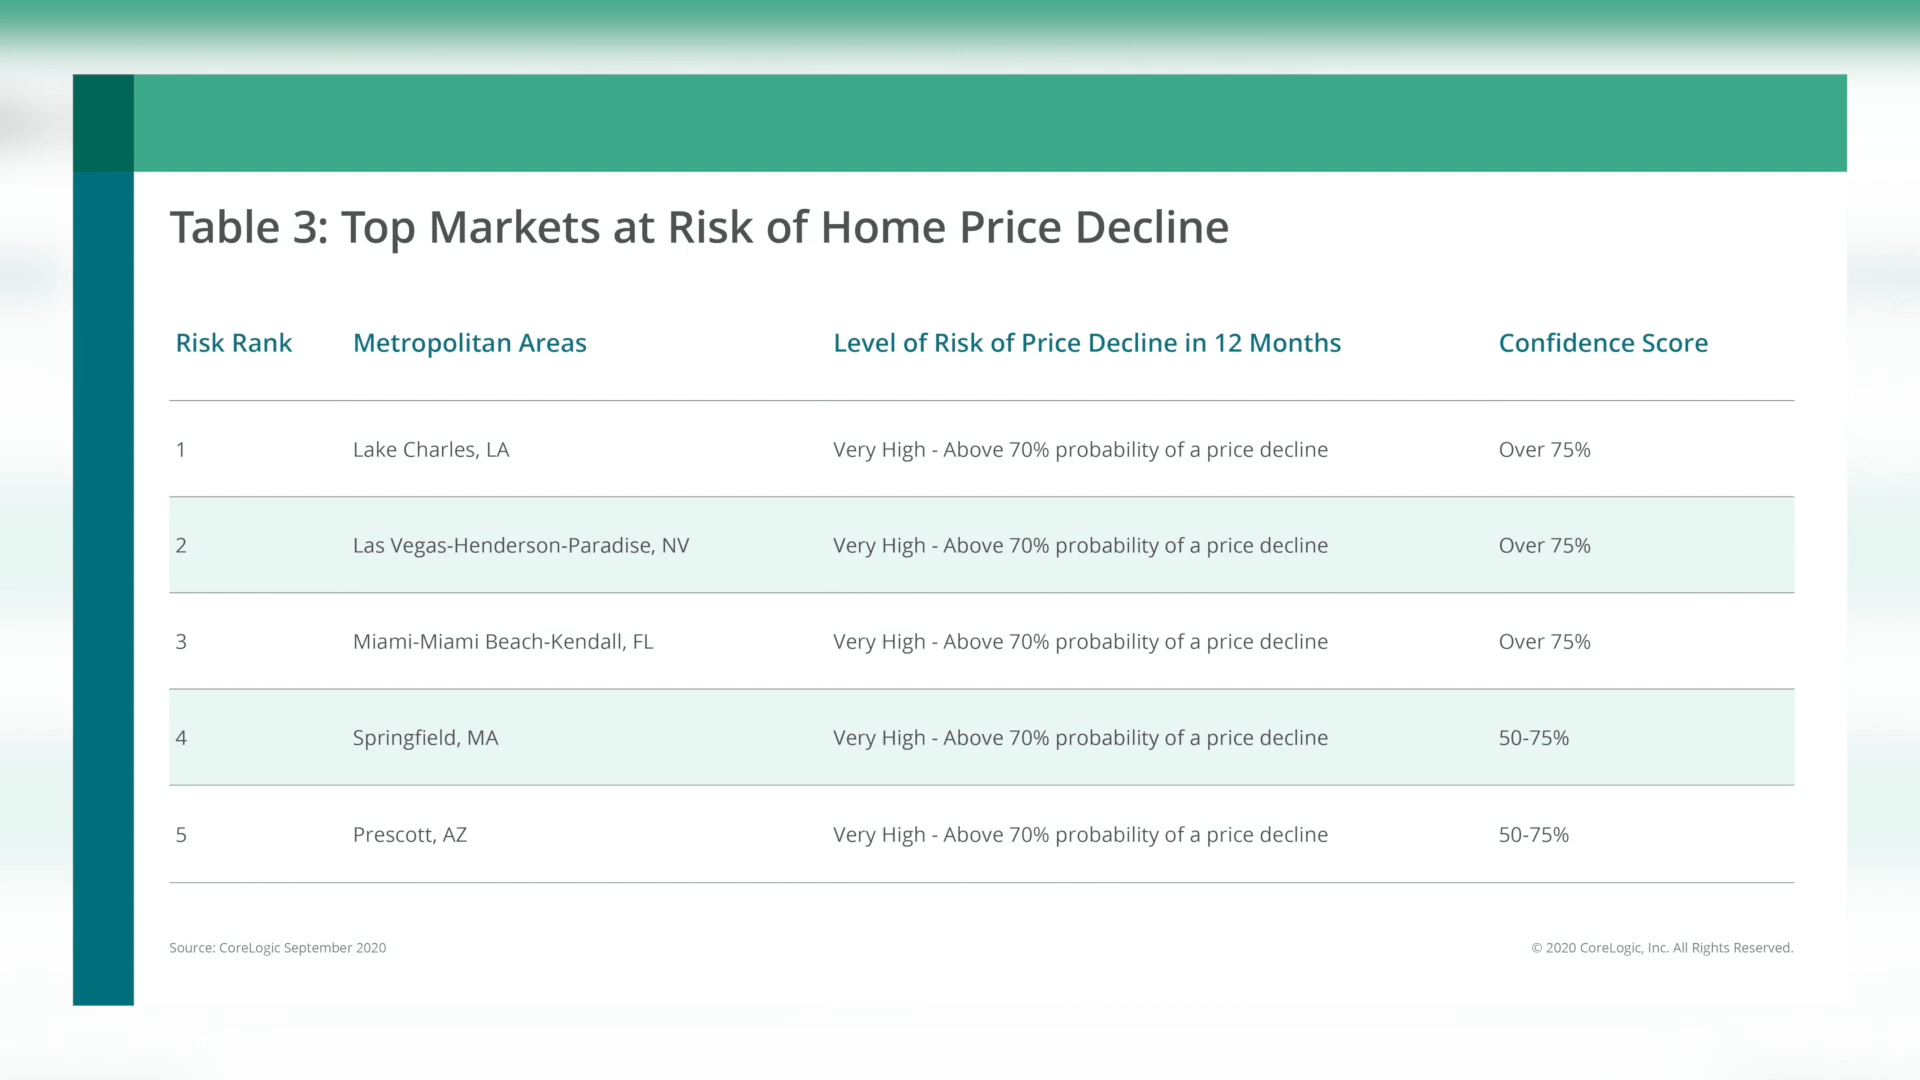 Table 3: Top Markets at Risk of Home Price Decline
Risk Rank Metropolitan Areas Level of Risk of Price Decline in 12 Months Confidence Score
1 Lake Charles, LA Very High - Above 70% probability of a price decline Over 75%
2 Las Vegas-Henderson-Paradise, NV Very High - Above 70% probability of a price decline Over 75%
3 Miami-Miami Beach-Kendall, FL Very High - Above 70% probability of a price decline Over 75%
4 Springfield, MA Very High - Above 70% probability of a price decline 50-75%
5 Prescott, AZ Very High - Above 70% probability of a price decline 50-75%
Source: CoreLogic September 2020 © 2020 CoreLogic, Inc. All Rights Reserved.